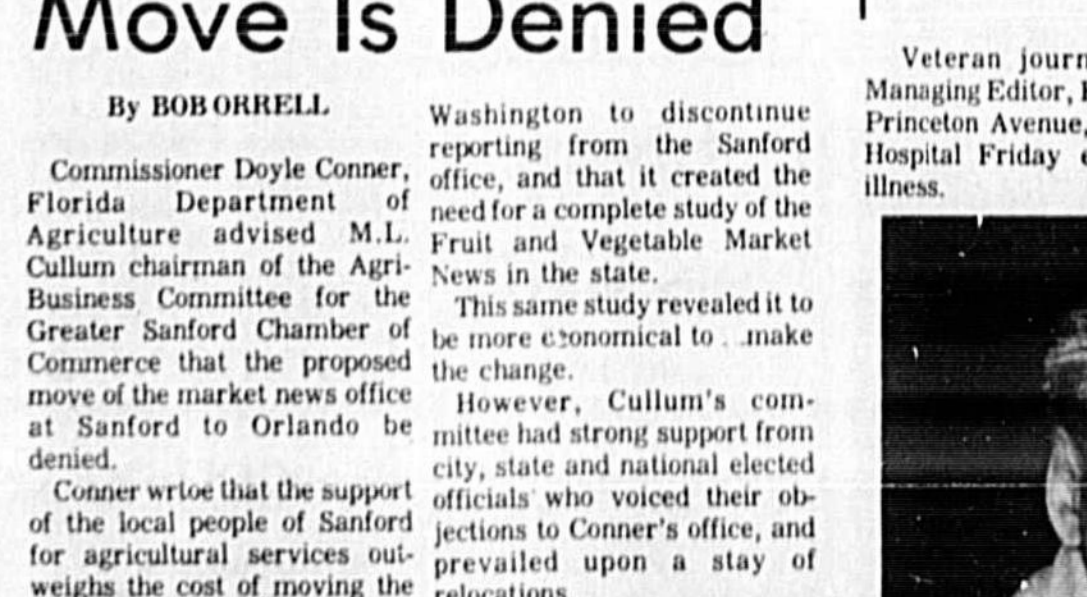 Move Is Denied
By BOB ORRELL
Commissioner Doyle Conner,
Florida Department of
Agriculture advised M.L.
Cullum chairman of the Agri-
Business Committee for the
Greater Sanford Chamber of
Commerce that the proposed
move of the market news office
at Sanford to Orlando be
denied.
Conner wrtoe that the support
of the local people of Sanford
for agricultural services out-
weighs the cost of moving the
Washington to discontinue
reporting from the Sanford
office, and that it created the
need for a complete study of the
Fruit and Vegetable Market
News in the state.
This same study revealed it to
be more economical to . .make
the change.
However, Cullum's com-
mittee had strong support from
city, state and national elected
officials who voiced their ob-
jections to Conner's office, and
prevailed upon a stay of
relocations
Veteran journ
Managing Editor,
Princeton Avenue,
Hospital Friday
illness.